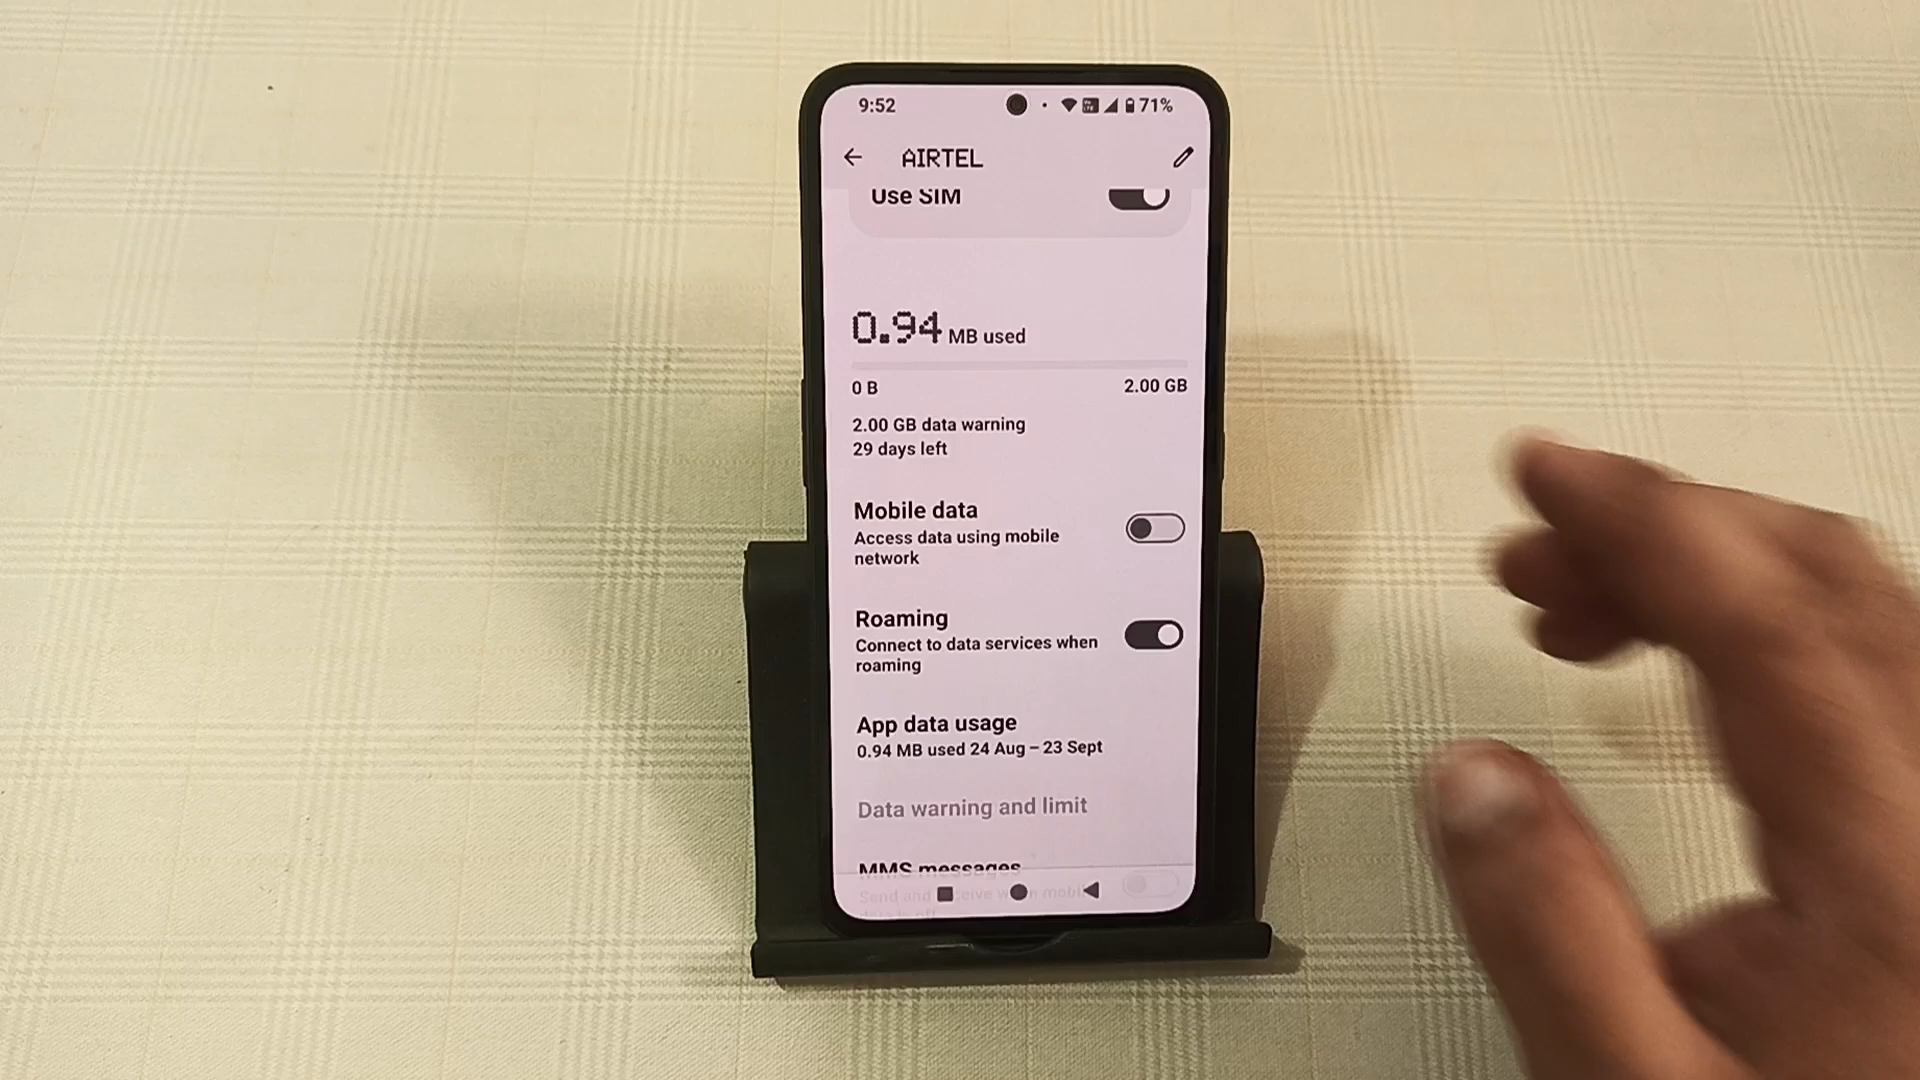 9:52
71%
AIRTEL
Use SIM
0.94 MB used
0 B
2.00 GB
2.00 GB data warning
29 days left
Mobile data
Access data using mobile
network
Roaming
Connect to data services when
roaming
App data usage
0.94 MB used 24 Aug – 23 Sept
Data warning and limit
MMS messages
Send and